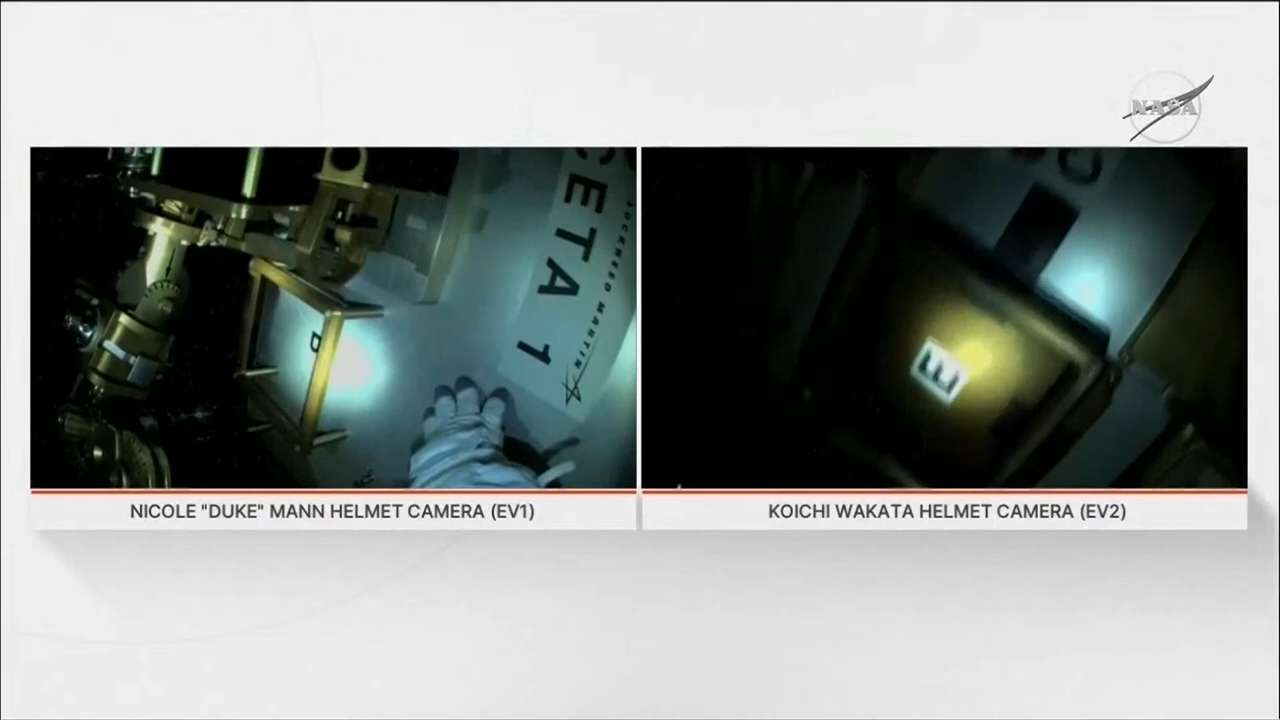 NASA
CETA 1
LOCKHEED MARTIN
B
E
NICOLE "DUKE" MANN HELMET CAMERA (EV1)
KOICHI WAKATA HELMET CAMERA (EV2)